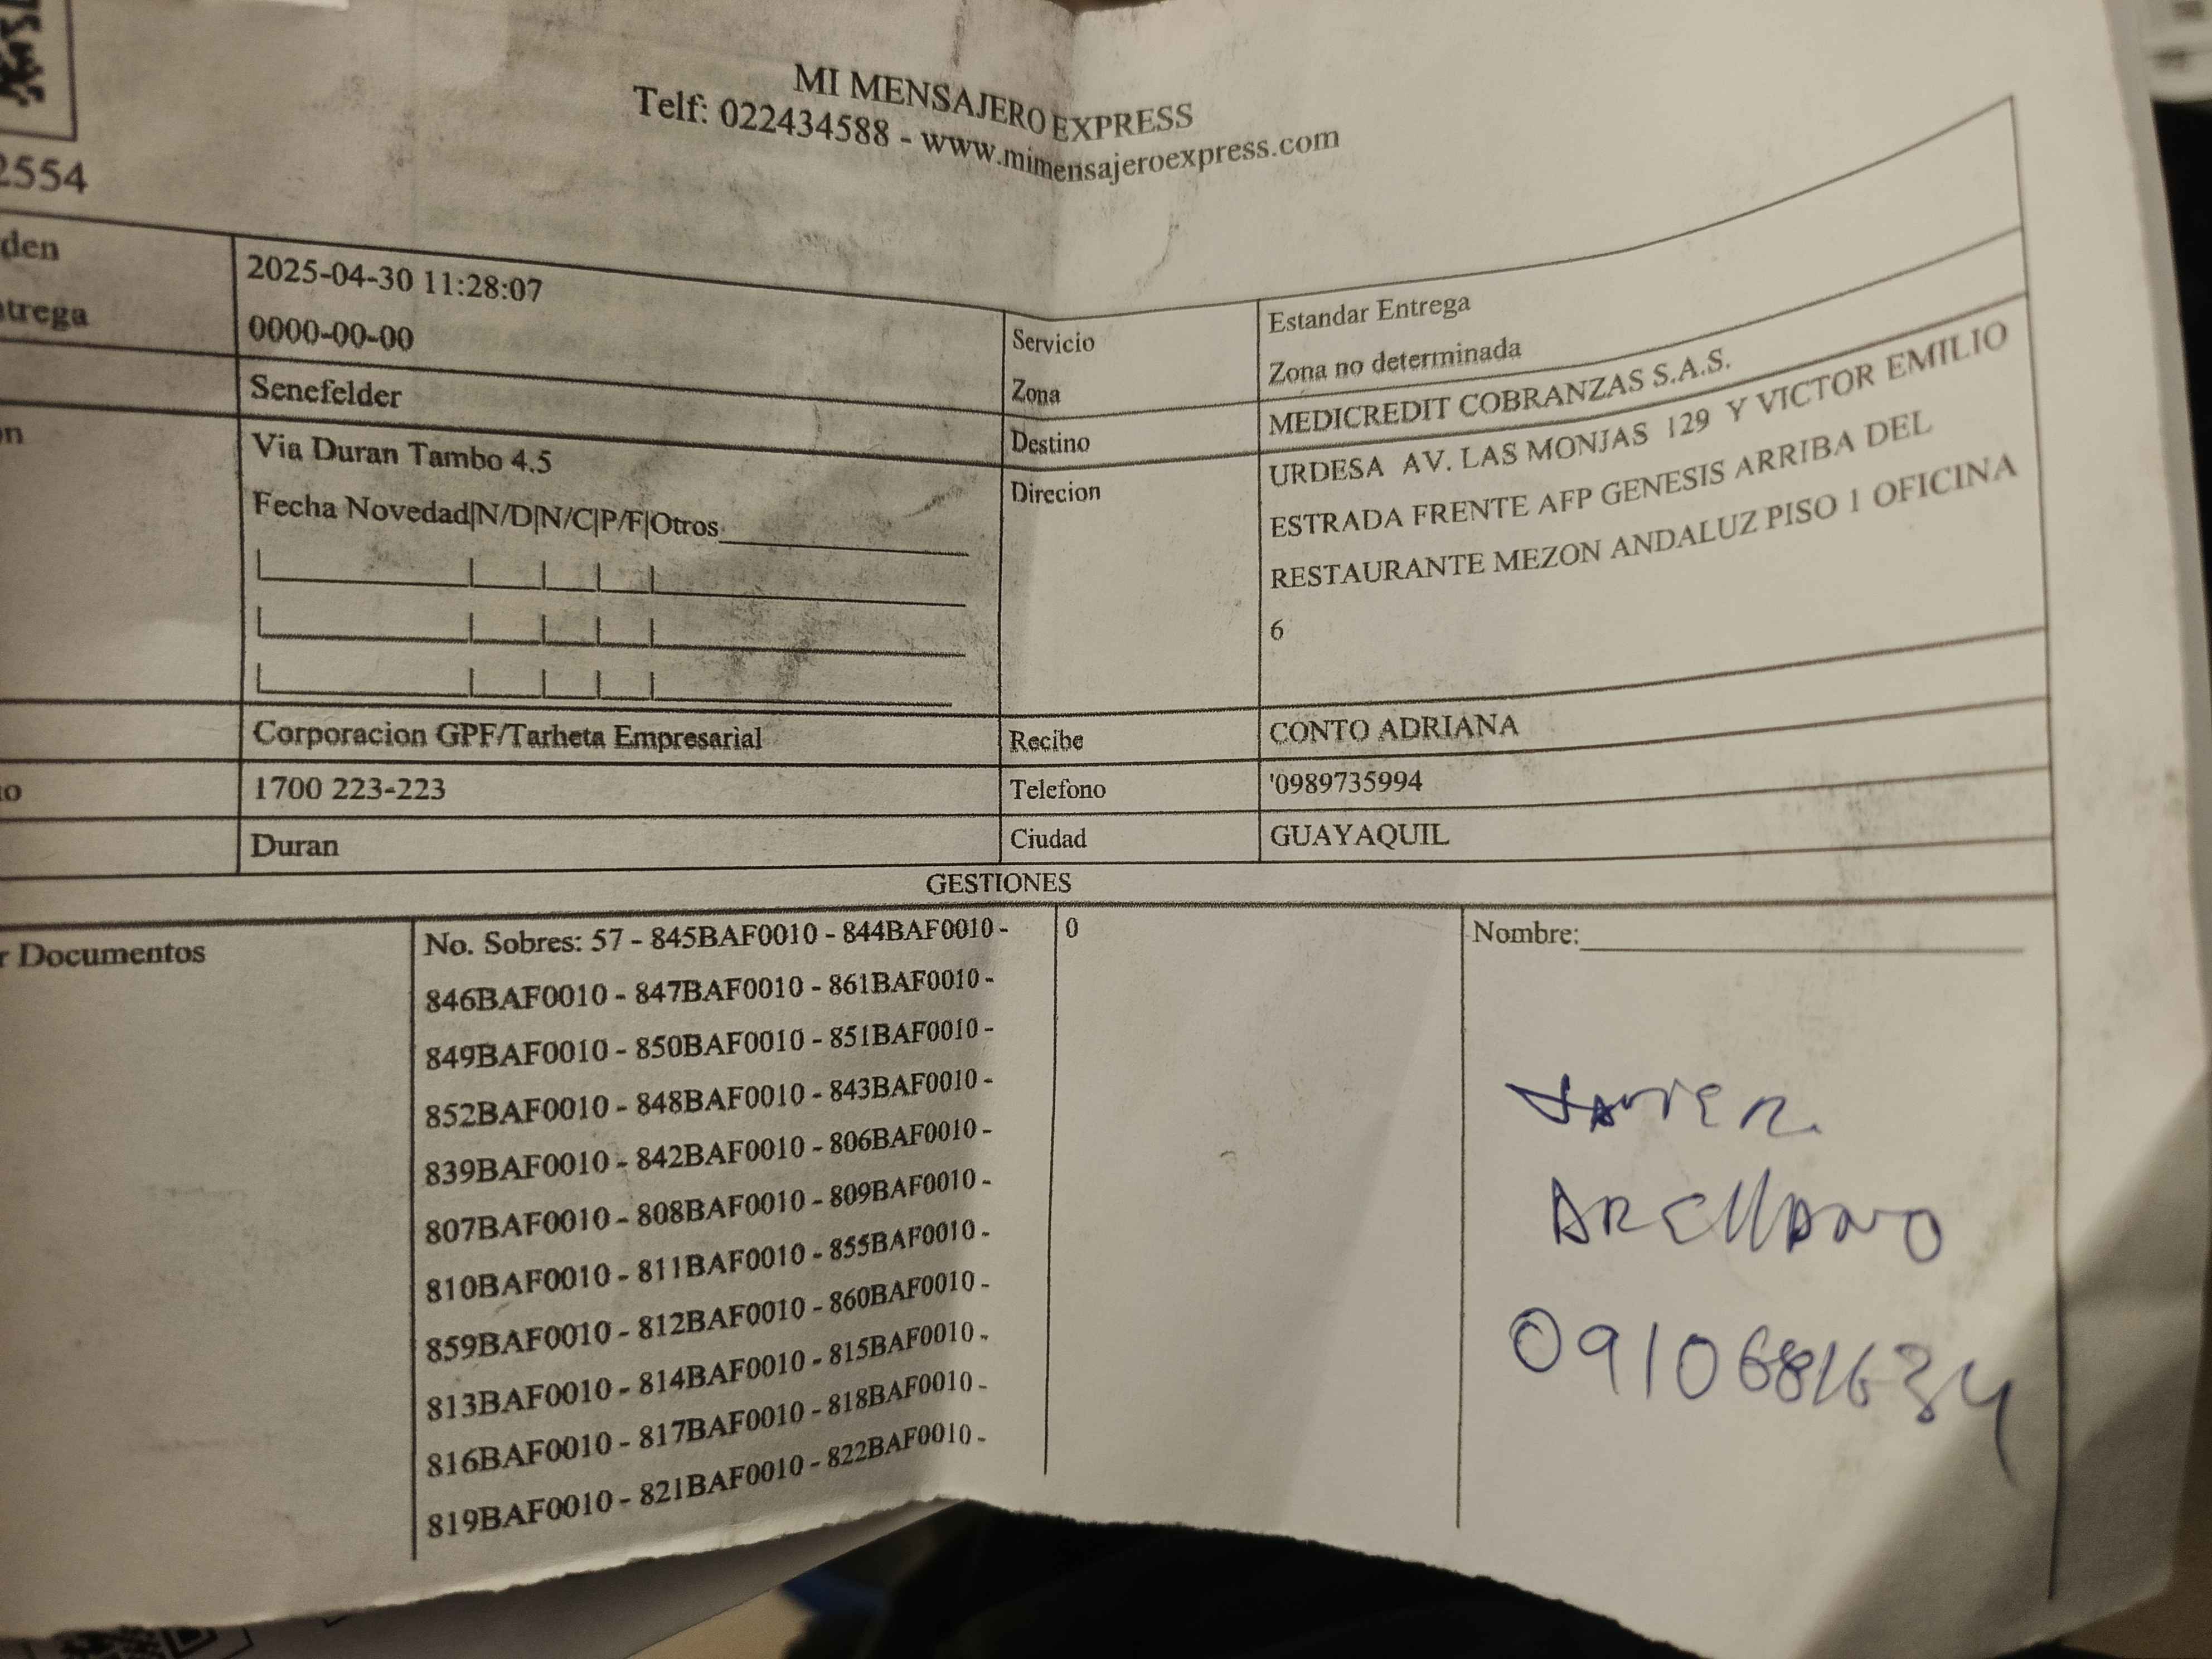 MI MENSAJERO EXPRESS
Telf: 022434588 - www.mimensajeroexpress.com
2554
den 2025-04-30 11:28:07 Servicio Estandar Entrega
trega 0000-00-00 Zona Zona no determinada
Senefelder Destino MEDICREDIT COBRANZAS S.A.S.
n Via Duran Tambo 4.5 Direcion URDESA AV. LAS MONJAS 129 Y VICTOR EMILIO
Fecha Novedad|N/D|N/C|P/F|Otros ESTRADA FRENTE AFP GENESIS ARRIBA DEL
RESTAURANTE MEZON ANDALUZ PISO 1 OFICINA
6
Corporacion GPF/Tarheta Empresarial Recibe CONTO ADRIANA
o 1700 223-223 Telefono '0989735994
Duran Ciudad GUAYAQUIL
GESTIONES
r Documentos No. Sobres: 57 - 845BAF0010 - 844BAF0010 - 0 Nombre:
846BAF0010 - 847BAF0010 - 861BAF0010 -
849BAF0010 - 850BAF0010 - 851BAF0010 -
852BAF0010 - 848BAF0010 - 843BAF0010 -
839BAF0010 - 842BAF0010 - 806BAF0010 -
807BAF0010 - 808BAF0010 - 809BAF0010 -
810BAF0010 - 811BAF0010 - 855BAF0010 -
859BAF0010 - 812BAF0010 - 860BAF0010 -
813BAF0010 - 814BAF0010 - 815BAF0010 -
816BAF0010 - 817BAF0010 - 818BAF0010 -
819BAF0010 - 821BAF0010 - 822BAF0010 -
JAVIER
ARELLANO
0910681634